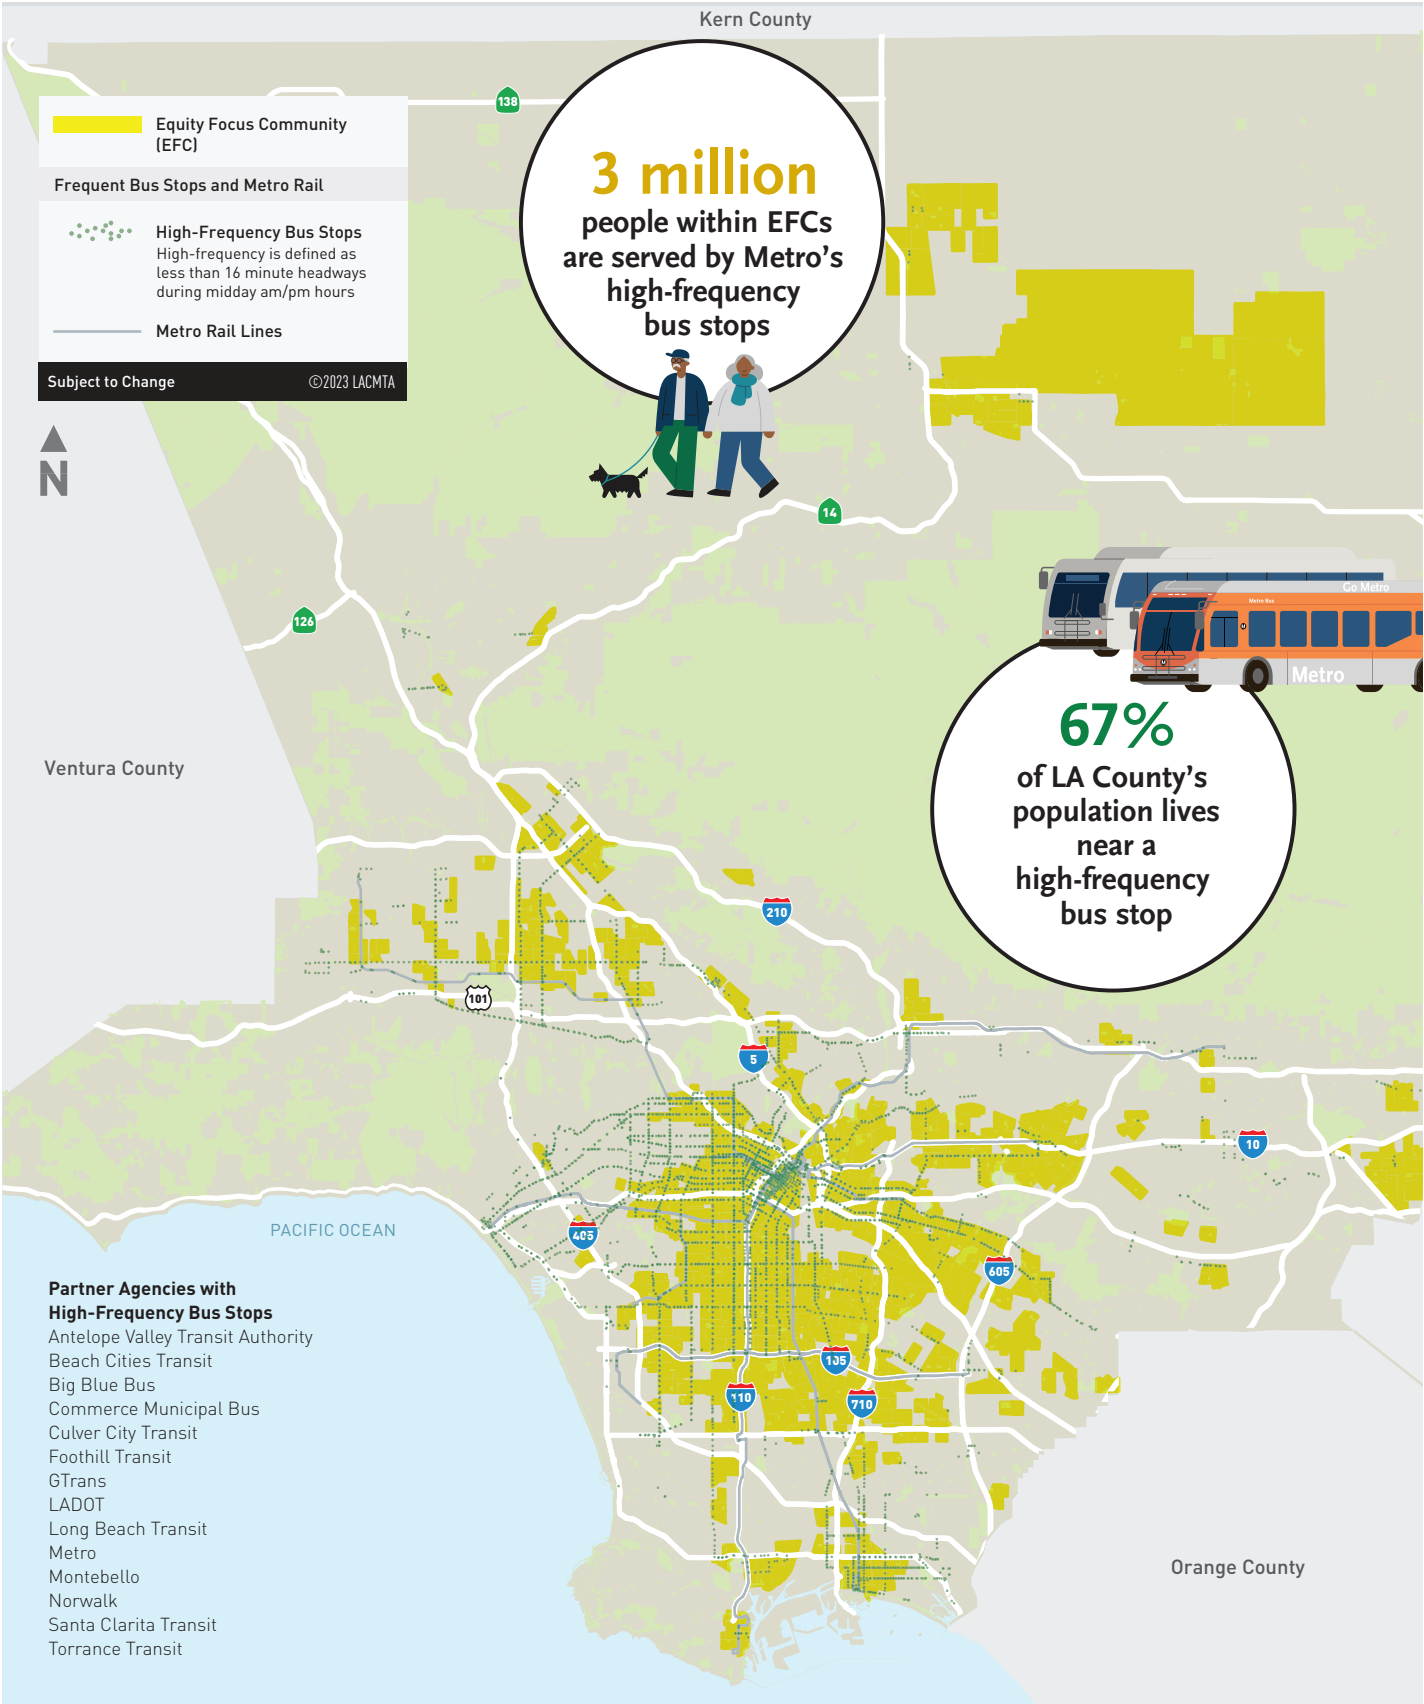 Kern County
138
Equity Focus Community
(EFC)
Frequent Bus Stops and Metro Rail
High-Frequency Bus Stops
High-frequency is defined as
less than 16 minute headways
during midday am/pm hours
Metro Rail Lines
Subject to Change
©2023 LACMTA
N
3 million
people within EFCs
are served by Metro's
high-frequency
bus stops
14
126
Go Metro
Metro Bus
Metro
67%
of LA County's
population lives
near a
high-frequency
bus stop
Ventura County
210
101
5
10
PACIFIC OCEAN
405
605
105
110
710
Partner Agencies with
High-Frequency Bus Stops
Antelope Valley Transit Authority
Beach Cities Transit
Big Blue Bus
Commerce Municipal Bus
Culver City Transit
Foothill Transit
GTrans
LADOT
Long Beach Transit
Metro
Montebello
Norwalk
Santa Clarita Transit
Torrance Transit
Orange County